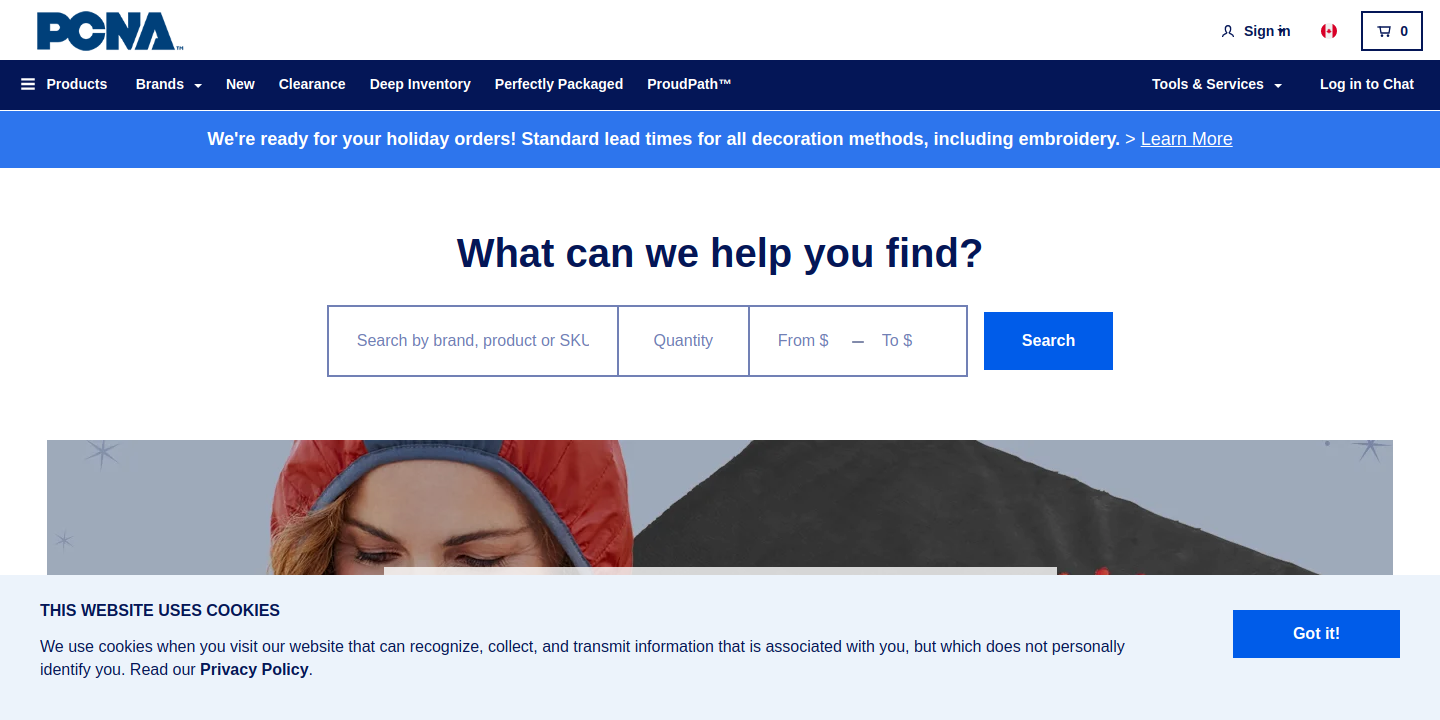 PCNA™
Sign in
0
Products Brands New Clearance Deep Inventory Perfectly Packaged ProudPath™ Tools & Services Log in to Chat
We're ready for your holiday orders! Standard lead times for all decoration methods, including embroidery. > Learn More
What can we help you find?
Search by brand, product or SKU Quantity From $ – To $ Search
THIS WEBSITE USES COOKIES
We use cookies when you visit our website that can recognize, collect, and transmit information that is associated with you, but which does not personally
identify you. Read our Privacy Policy.
Got it!